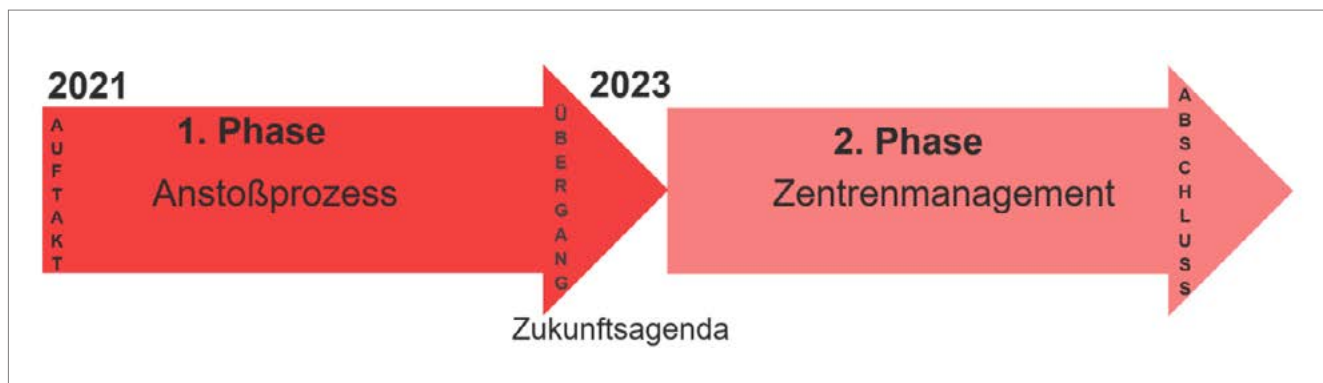 2021
AUFTAKT
1. Phase
Anstoßprozess
ÜBERGANG
Zukunftsagenda
2023
2. Phase
Zentrenmanagement
ABSCHLUSS